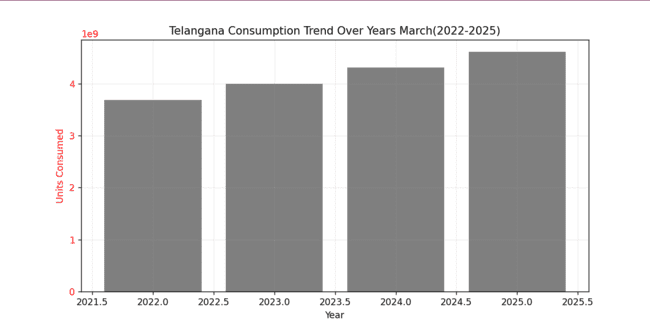 Telangana Consumption Trend Over Years March(2022-2025)
1e9
4
3
2
1
0
Units Consumed
2021.5 2022.0 2022.5 2023.0 2023.5 2024.0 2024.5 2025.0 2025.5
Year